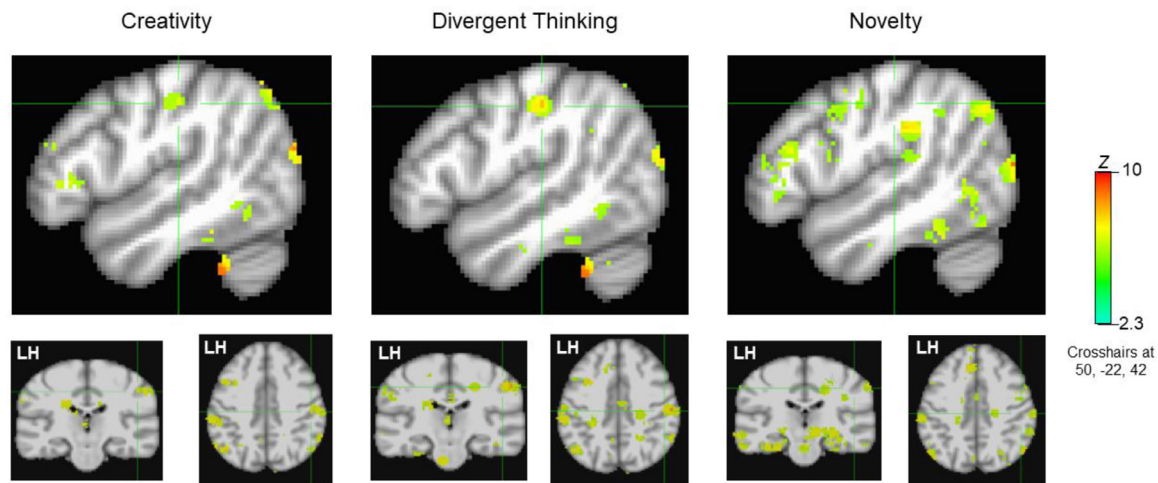 Creativity
Divergent Thinking
Novelty
Z
10
2.3
Crosshairs at
50, -22, 42
LH
LH
LH
LH
LH
LH